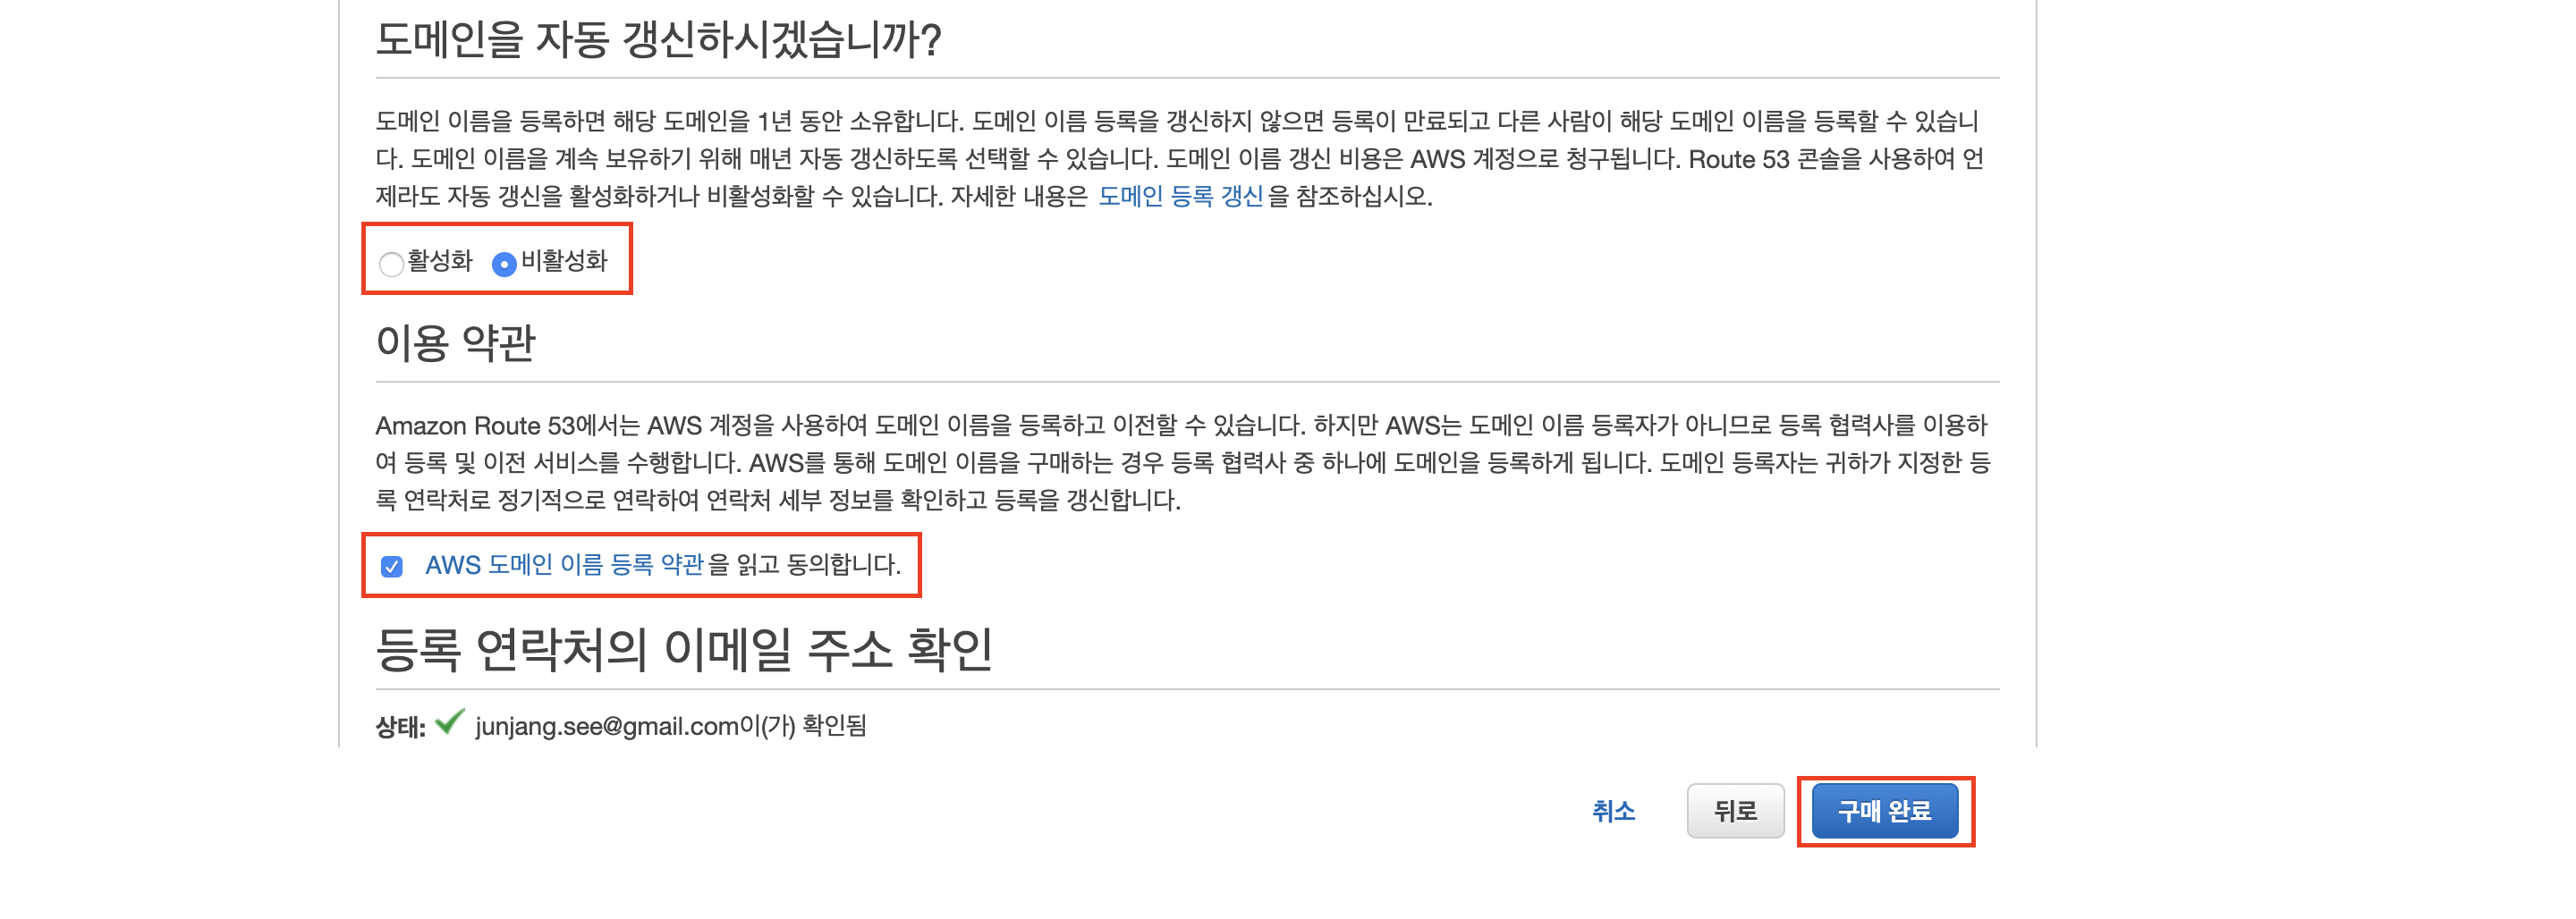 도메인을 자동 갱신하시겠습니까?
도메인 이름을 등록하면 해당 도메인을 1년 동안 소유합니다. 도메인 이름 등록을 갱신하지 않으면 등록이 만료되고 다른 사람이 해당 도메인 이름을 등록할 수 있습니
다. 도메인 이름을 계속 보유하기 위해 매년 자동 갱신하도록 선택할 수 있습니다. 도메인 이름 갱신 비용은 AWS 계정으로 청구됩니다. Route 53 콘솔을 사용하여 언
제라도 자동 갱신을 활성화하거나 비활성화할 수 있습니다. 자세한 내용은 도메인 등록 갱신을 참조하십시오.
활성화 비활성화
이용 약관
Amazon Route 53에서는 AWS 계정을 사용하여 도메인 이름을 등록하고 이전할 수 있습니다. 하지만 AWS는 도메인 이름 등록자가 아니므로 등록 협력사를 이용하
여 등록 및 이전 서비스를 수행합니다. AWS를 통해 도메인 이름을 구매하는 경우 등록 협력사 중 하나에 도메인을 등록하게 됩니다. 도메인 등록자는 귀하가 지정한 등
록 연락처로 정기적으로 연락하여 연락처 세부 정보를 확인하고 등록을 갱신합니다.
AWS 도메인 이름 등록 약관을 읽고 동의합니다.
등록 연락처의 이메일 주소 확인
상태: junjang.see@gmail.com이(가) 확인됨
취소 뒤로 구매 완료